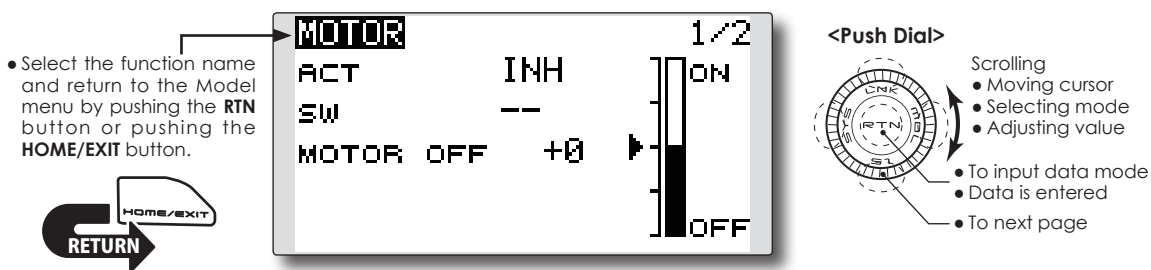 ● Select the function name
and return to the Model
menu by pushing the RTN
button or pushing the
HOME/EXIT button.
HOME/EXIT
RETURN
MOTOR 1/2
ACT INH ON
SW --
MOTOR OFF +0
OFF
<Push Dial>
LNK
MDL
SYS
RTN
S1
Scrolling
● Moving cursor
● Selecting mode
● Adjusting value
● To input data mode
● Data is entered
● To next page